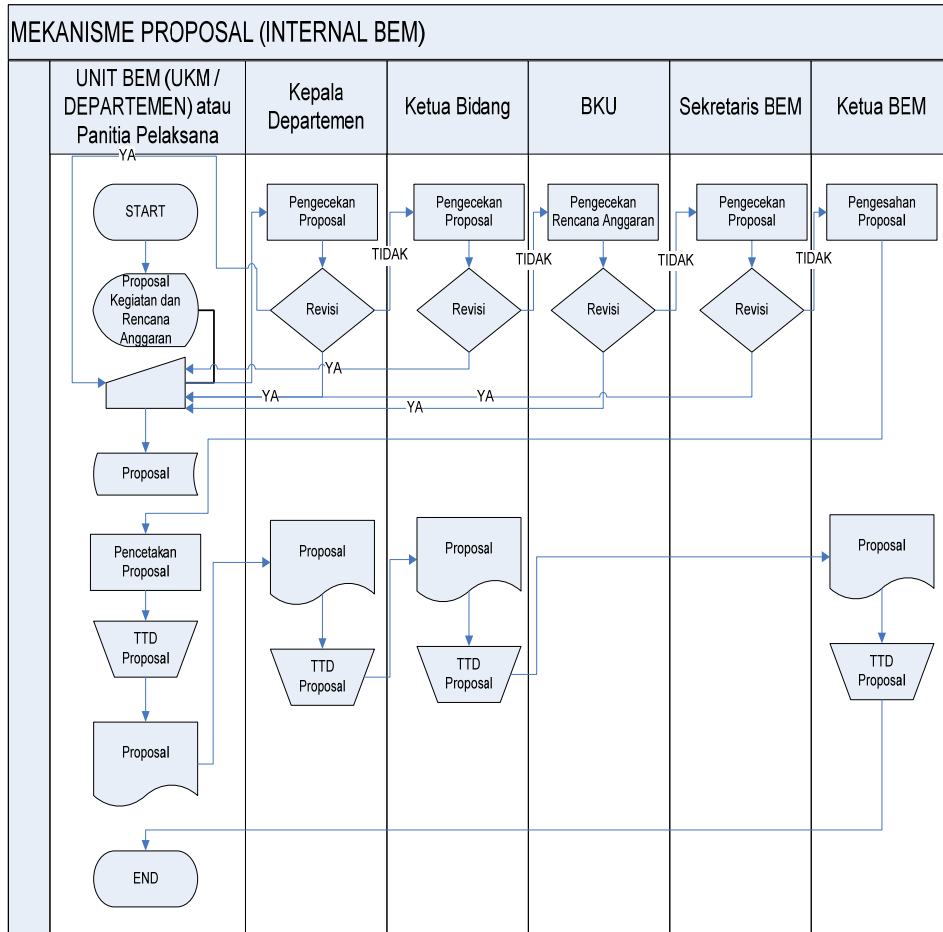 MEKANISME PROPOSAL (INTERNAL BEM)
UNIT BEM (UKM /
DEPARTEMEN) atau
Panitia Pelaksana
Kepala
Departemen
Ketua Bidang
BKU
Sekretaris BEM
Ketua BEM
YA
START
Pengecekan
Proposal
Pengecekan
Proposal
Pengecekan
Rencana Anggaran
Pengecekan
Proposal
Pengesahan
Proposal
TIDAK
TIDAK
TIDAK
TIDAK
Proposal
Kegiatan dan
Rencana
Anggaran
Revisi
Revisi
Revisi
Revisi
YA
YA
YA
YA
Proposal
Pencetakan
Proposal
Proposal
Proposal
Proposal
TTD
Proposal
TTD
Proposal
TTD
Proposal
TTD
Proposal
Proposal
END